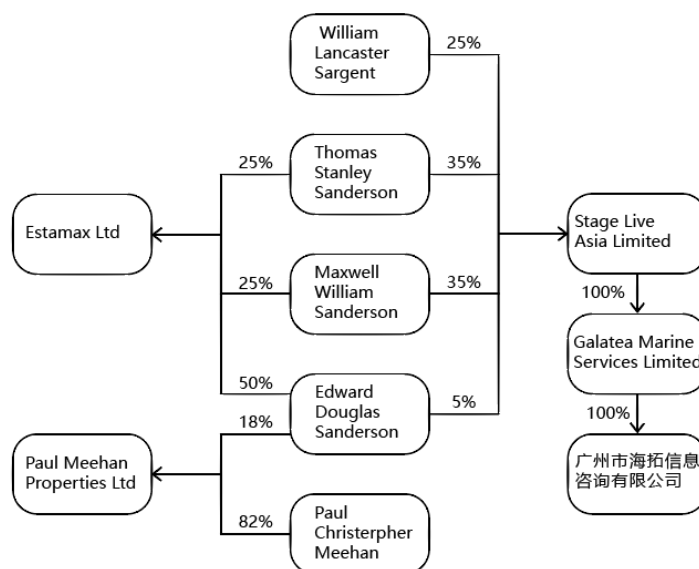 William
Lancaster
Sargent
25%
25%
Thomas
Stanley
Sanderson
35%
Estamax Ltd
Stage Live
Asia Limited
25%
Maxwell
William
Sanderson
35%
100%
Galatea Marine
Services Limited
50%
18%
Edward
Douglas
Sanderson
5%
100%
Paul Meehan
Properties Ltd
广州市海拓信息
咨询有限公司
82%
Paul
Christerpher
Meehan